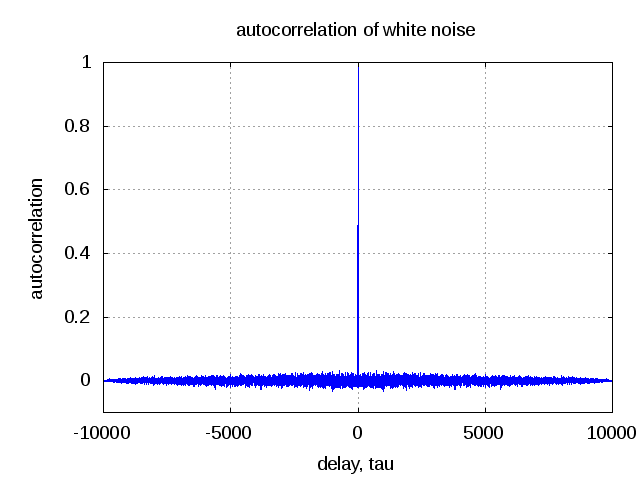 autocorrelation of white noise
1
0.8
0.6
0.4
0.2
0
autocorrelation
-10000 -5000 0 5000 10000
delay, tau